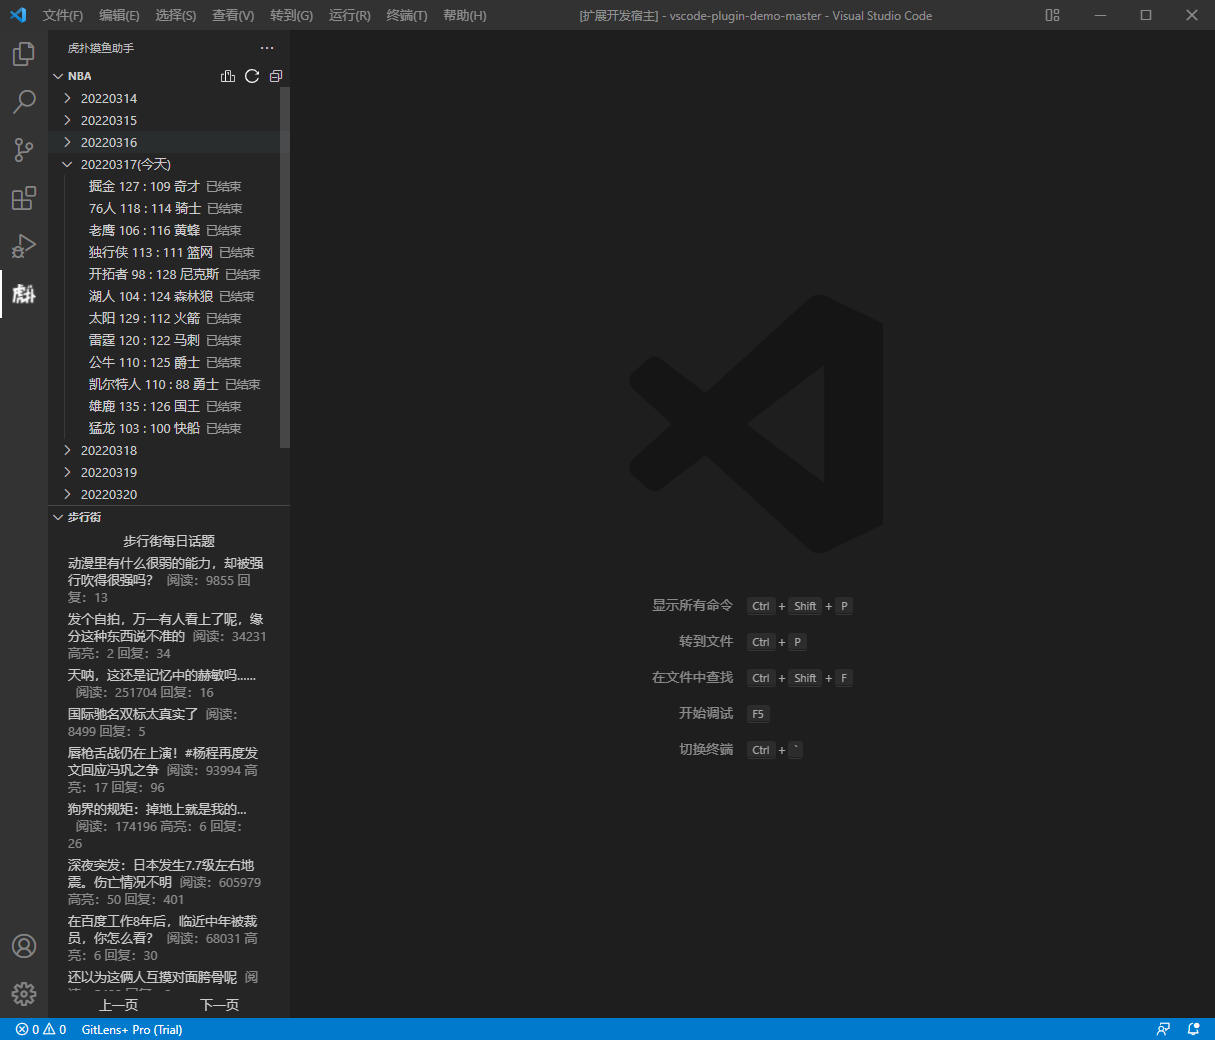 文件(F) 编辑(E) 选择(S) 查看(V) 转到(G) 运行(R) 终端(T) 帮助(H) [扩展开发宿主] - vscode-plugin-demo-master - Visual Studio Code
虎扑摸鱼助手
NBA
20220314
20220315
20220316
20220317(今天)
掘金 127 : 109 奇才 已结束
76人 118 : 114 骑士 已结束
老鹰 106 : 116 黄蜂 已结束
独行侠 113 : 111 篮网 已结束
开拓者 98 : 128 尼克斯 已结束
湖人 104 : 124 森林狼 已结束
太阳 129 : 112 火箭 已结束
雷霆 120 : 122 马刺 已结束
公牛 110 : 125 爵士 已结束
凯尔特人 110 : 88 勇士 已结束
雄鹿 135 : 126 国王 已结束
猛龙 103 : 100 快船 已结束
20220318
20220319
20220320
步行街
步行街每日话题
动漫里有什么很弱的能力，却被强
行吹得很强吗？ 阅读：9855 回
复：13
发个自拍，万一有人看上了呢，缘
分这种东西说不准的 阅读：34231
高亮：2 回复：34
天呐，这还是记忆中的赫敏吗……
阅读：251704 回复：16
国际驰名双标太真实了 阅读：
8499 回复：5
唇枪舌战仍在上演！#杨程再度发
文回应冯巩之争 阅读：93994 高
亮：17 回复：96
狗界的规矩：掉地上就是我的...
阅读：174196 高亮：6 回复：
26
深夜突发：日本发生7.7级左右地
震。伤亡情况不明 阅读：605979
高亮：50 回复：401
在百度工作8年后，临近中年被裁
员，你怎么看？ 阅读：68031 高
亮：6 回复：30
还以为这俩人互摸对面胯骨呢 阅
上一页 下一页
显示所有命令 Ctrl + Shift + P
转到文件 Ctrl + P
在文件中查找 Ctrl + Shift + F
开始调试 F5
切换终端 Ctrl + `
0 0 GitLens+ Pro (Trial)